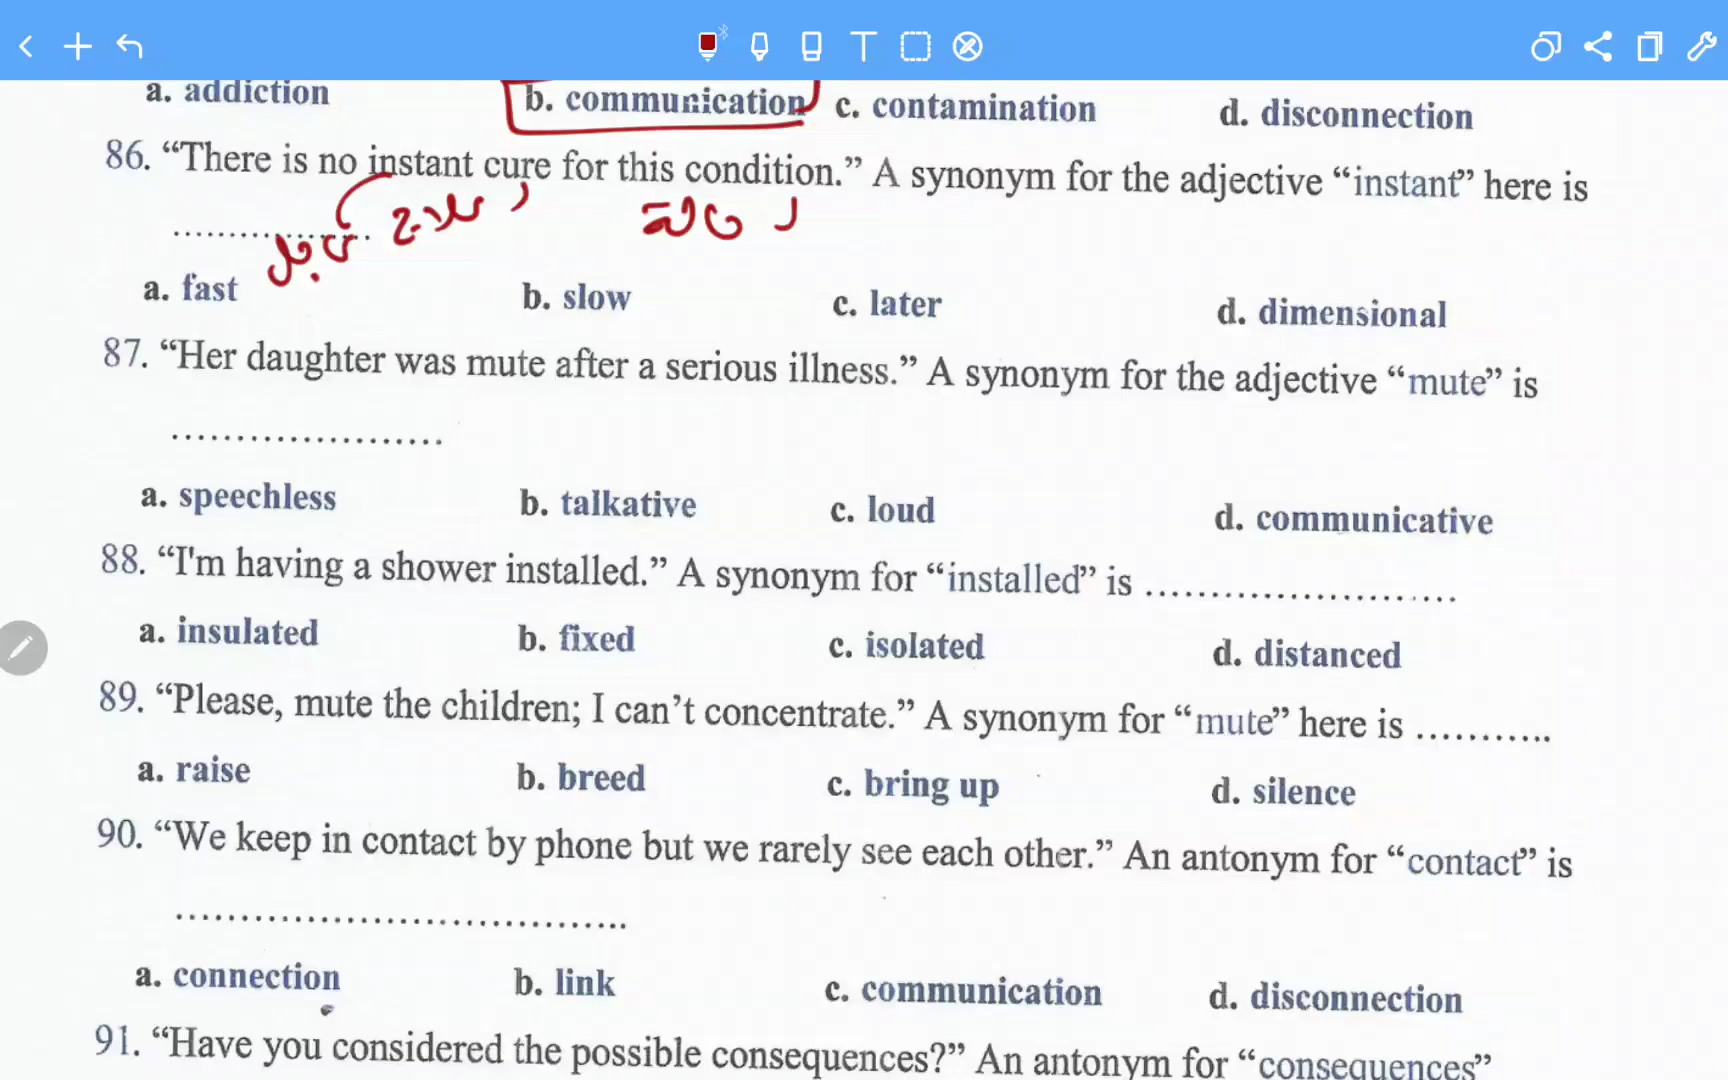 a. addiction b. communication c. contamination d. disconnection
86. “There is no instant cure for this condition.” A synonym for the adjective “instant” here is
....................
a. fast b. slow c. later d. dimensional
87. “Her daughter was mute after a serious illness.” A synonym for the adjective “mute” is
.....................
a. speechless b. talkative c. loud d. communicative
88. “I'm having a shower installed.” A synonym for “installed” is ........................
a. insulated b. fixed c. isolated d. distanced
89. “Please, mute the children; I can’t concentrate.” A synonym for “mute” here is ...........
a. raise b. breed c. bring up d. silence
90. “We keep in contact by phone but we rarely see each other.” An antonym for “contact” is
...................................
a. connection b. link c. communication d. disconnection
91. “Have you considered the possible consequences?” An antonym for “consequences”